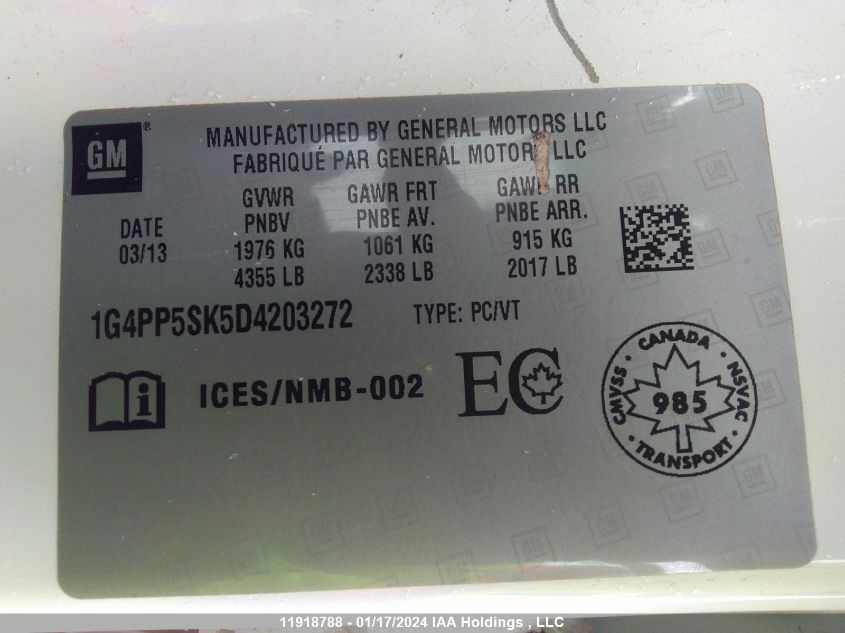 GM ®
MANUFACTURED BY GENERAL MOTORS LLC
FABRIQUÉ PAR GENERAL MOTORS LLC
DATE GVWR PNBV GAWR FRT PNBE AV. GAWR RR PNBE ARR.
03/13 1976 KG 1061 KG 915 KG
4355 LB 2338 LB 2017 LB
1G4PP5SK5D4203272 TYPE: PC/VT
i ICES/NMB-002 EC
CANADA
CMVSS · 985 · NSVAC
TRANSPORT
11918788 - 01/17/2024 IAA Holdings , LLC